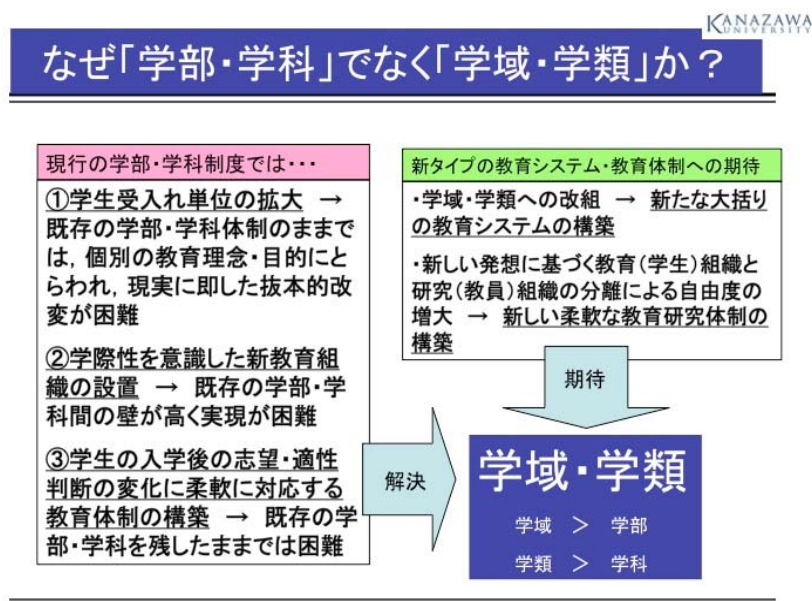 KANAZAWA
UNIVERSITY
なぜ「学部・学科」でなく「学域・学類」か？
現行の学部・学科制度では・・・
①学生受入れ単位の拡大 →
既存の学部・学科体制のままで
は，個別の教育理念・目的にと
らわれ，現実に即した抜本的改
変が困難
②学際性を意識した新教育組
織の設置 → 既存の学部・学
科間の壁が高く実現が困難
③学生の入学後の志望・適性
判断の変化に柔軟に対応する
教育体制の構築 → 既存の学
部・学科を残したままでは困難
新タイプの教育システム・教育体制への期待
・学域・学類への改組 → 新たな大括り
の教育システムの構築
・新しい発想に基づく教育（学生）組織と
研究（教員）組織の分離による自由度の
増大 → 新しい柔軟な教育研究体制の
構築
期待
解決
学域・学類
学域 ＞ 学部
学類 ＞ 学科